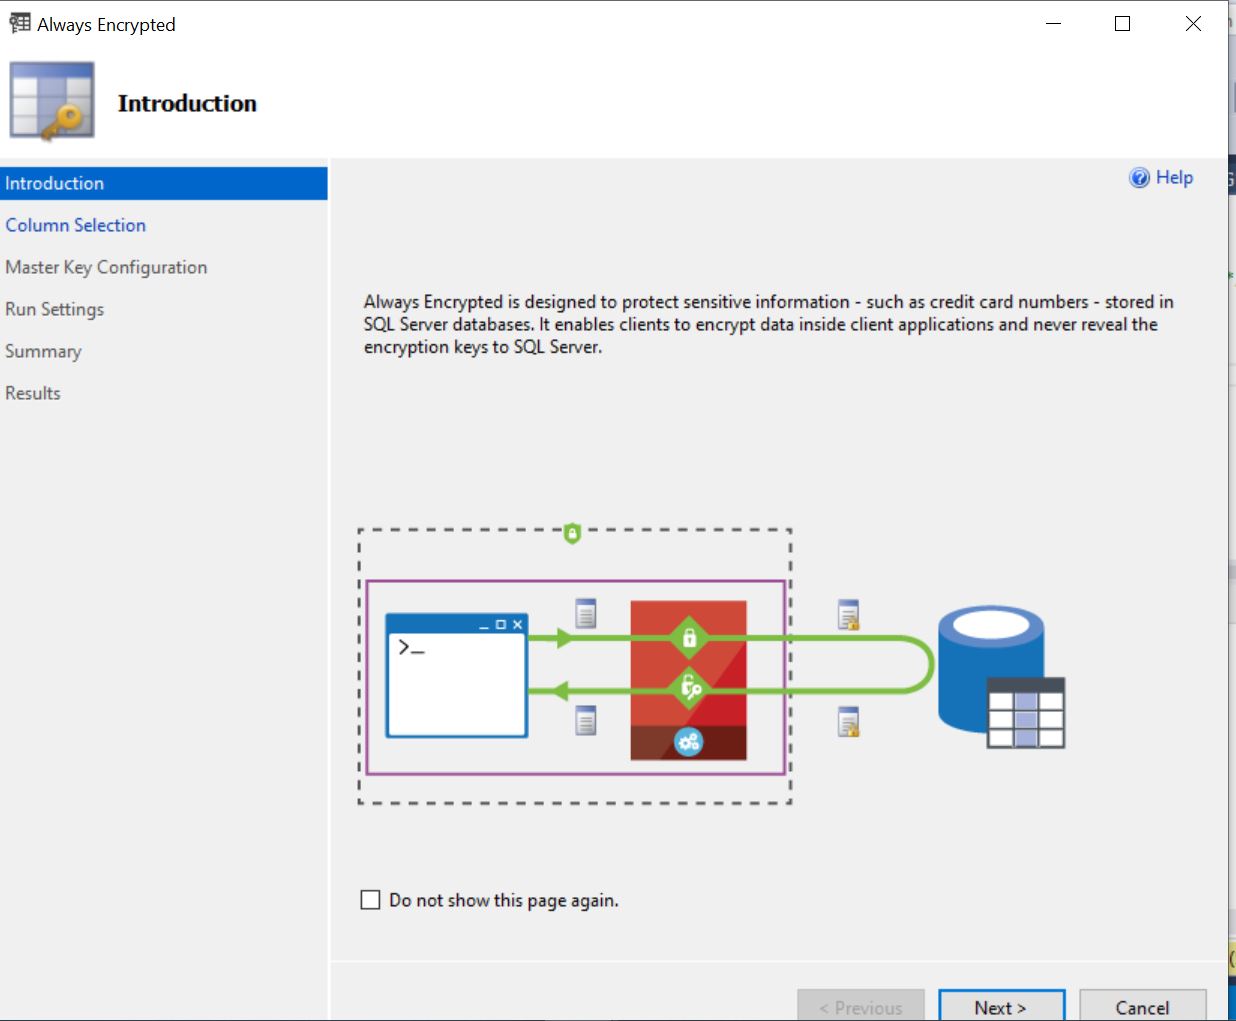 Always Encrypted
Introduction
Introduction
Column Selection
Master Key Configuration
Run Settings
Summary
Results
Help
Always Encrypted is designed to protect sensitive information - such as credit card numbers - stored in
SQL Server databases. It enables clients to encrypt data inside client applications and never reveal the
encryption keys to SQL Server.
>_
Do not show this page again.
< Previous
Next >
Cancel